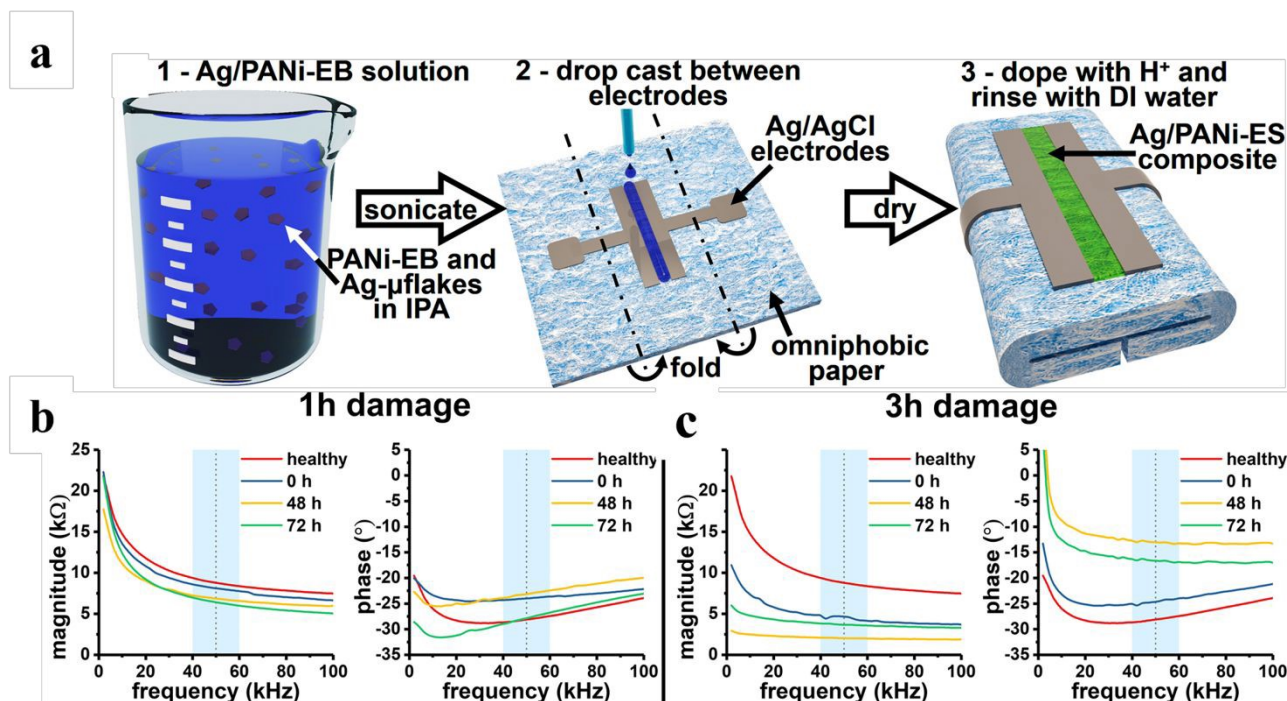 a
1 - Ag/PANi-EB solution
PANi-EB and
Ag-µflakes
in IPA
sonicate
2 - drop cast between
electrodes
Ag/AgCl
electrodes
fold
omniphobic
paper
dry
3 - dope with H⁺ and
rinse with DI water
Ag/PANi-ES
composite
b
1h damage
magnitude (kΩ)
25
20
15
10
5
0
healthy
0 h
48 h
72 h
0 20 40 60 80 100
frequency (kHz)
phase (°)
5
0
-5
-10
-15
-20
-25
-30
-35
healthy
0 h
48 h
72 h
0 20 40 60 80 100
frequency (kHz)
c
3h damage
magnitude (kΩ)
20
15
10
5
0
healthy
0 h
48 h
72 h
0 20 40 60 80 100
frequency (kHz)
phase (°)
5
0
-5
-10
-15
-20
-25
-30
-35
healthy
0 h
48 h
72 h
0 20 40 60 80 100
frequency (kHz)